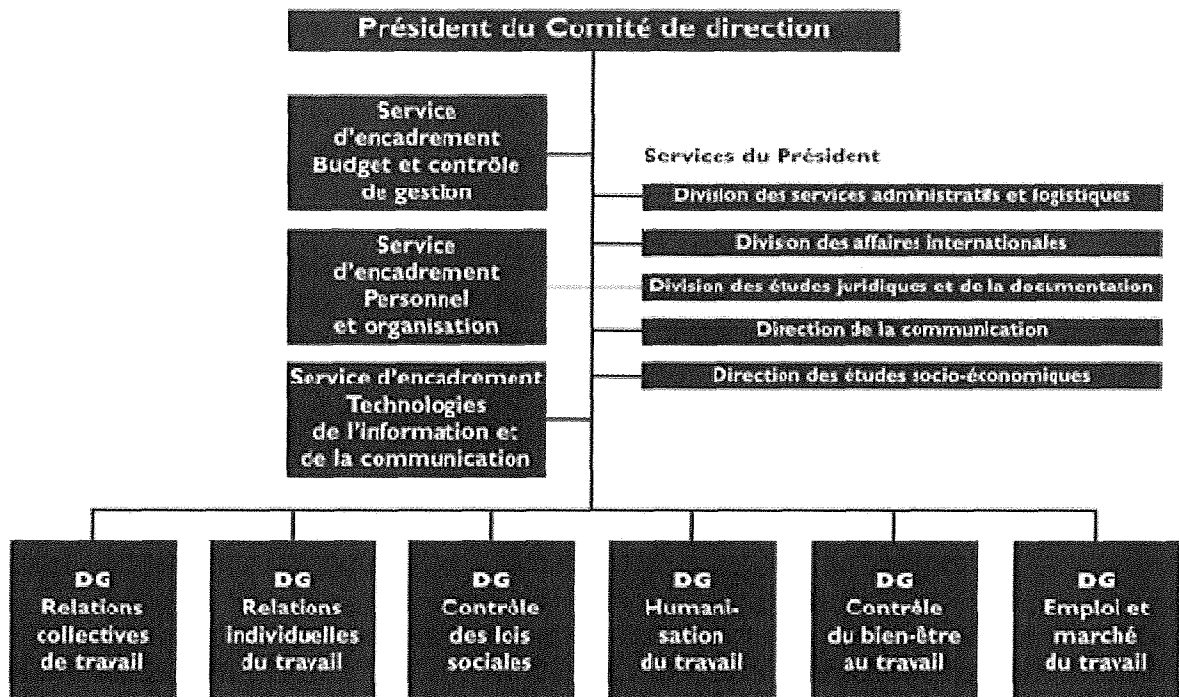 Président du Comité de direction
Service
d'encadrement
Budget et contrôle
de gestion
Service
d'encadrement
Personnel
et organisation
Service d'encadrement
Technologies
de l'information et
de la communication
Services du Président
Division des services administratifs et logistiques
Divison des affaires internationales
Division des études juridiques et de la documentation
Direction de la communication
Direction des études socio-économiques
DG
Relations
collectives
de travail
DG
Relations
individuelles
du travail
DG
Contrôle
des lois
sociales
DG
Humani-
sation
du travail
DG
Contrôle
du bien-être
au travail
DG
Emploi et
marché
du travail